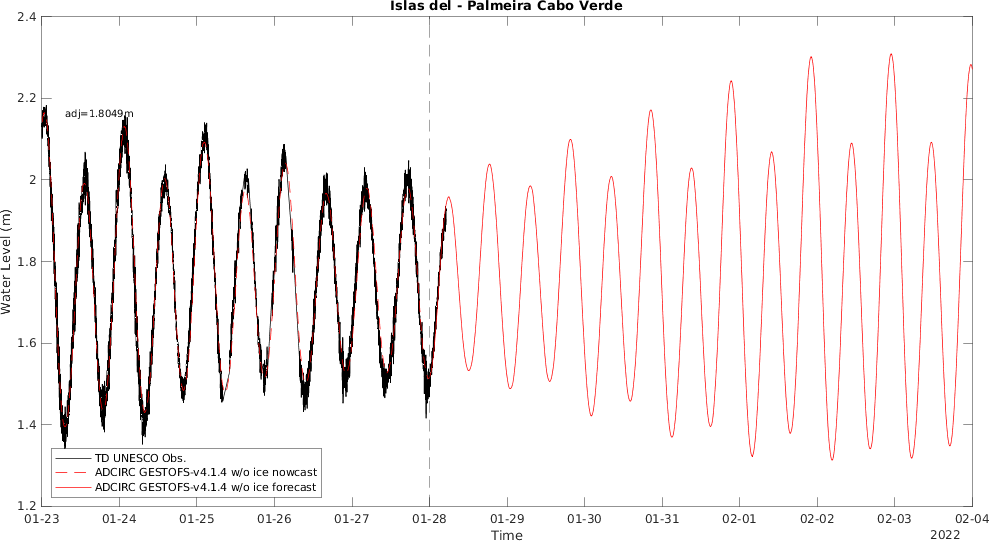 Islas del - Palmeira Cabo Verde
2.4
2.2
2
1.8
1.6
1.4
1.2
Water Level (m)
adj=1.8049m
TD UNESCO Obs.
ADCIRC GESTOFS-v4.1.4 w/o ice nowcast
ADCIRC GESTOFS-v4.1.4 w/o ice forecast
01-23 01-24 01-25 01-26 01-27 01-28 01-29 01-30 01-31 02-01 02-02 02-03 02-04
Time
2022